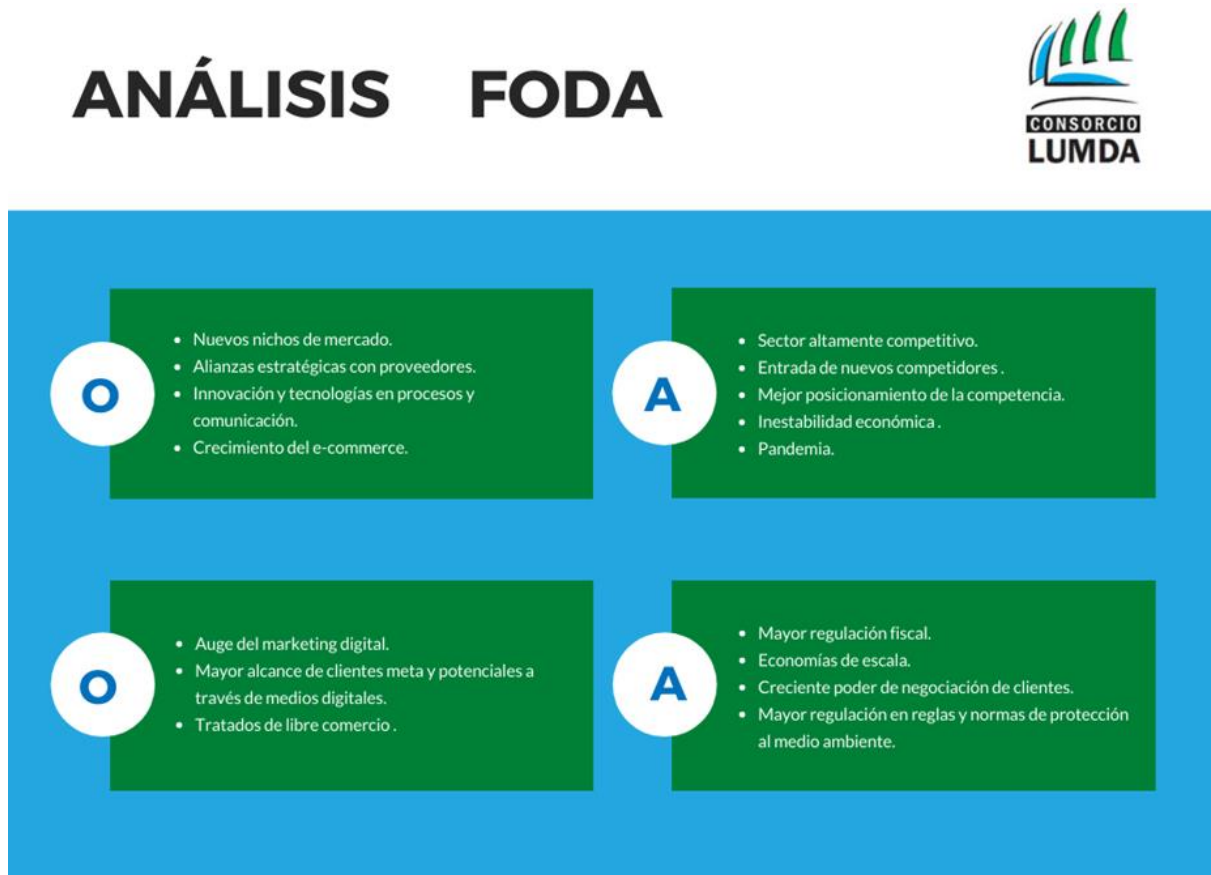 ANÁLISIS FODA
CONSORCIO
LUMDA
O
• Nuevos nichos de mercado.
• Alianzas estratégicas con proveedores.
• Innovación y tecnologías en procesos y
comunicación.
• Crecimiento del e-commerce.
A
• Sector altamente competitivo.
• Entrada de nuevos competidores .
• Mejor posicionamiento de la competencia.
• Inestabilidad económica .
• Pandemia.
O
• Auge del marketing digital.
• Mayor alcance de clientes meta y potenciales a
través de medios digitales.
• Tratados de libre comercio .
A
• Mayor regulación fiscal.
• Economías de escala.
• Creciente poder de negociación de clientes.
• Mayor regulación en reglas y normas de protección
al medio ambiente.